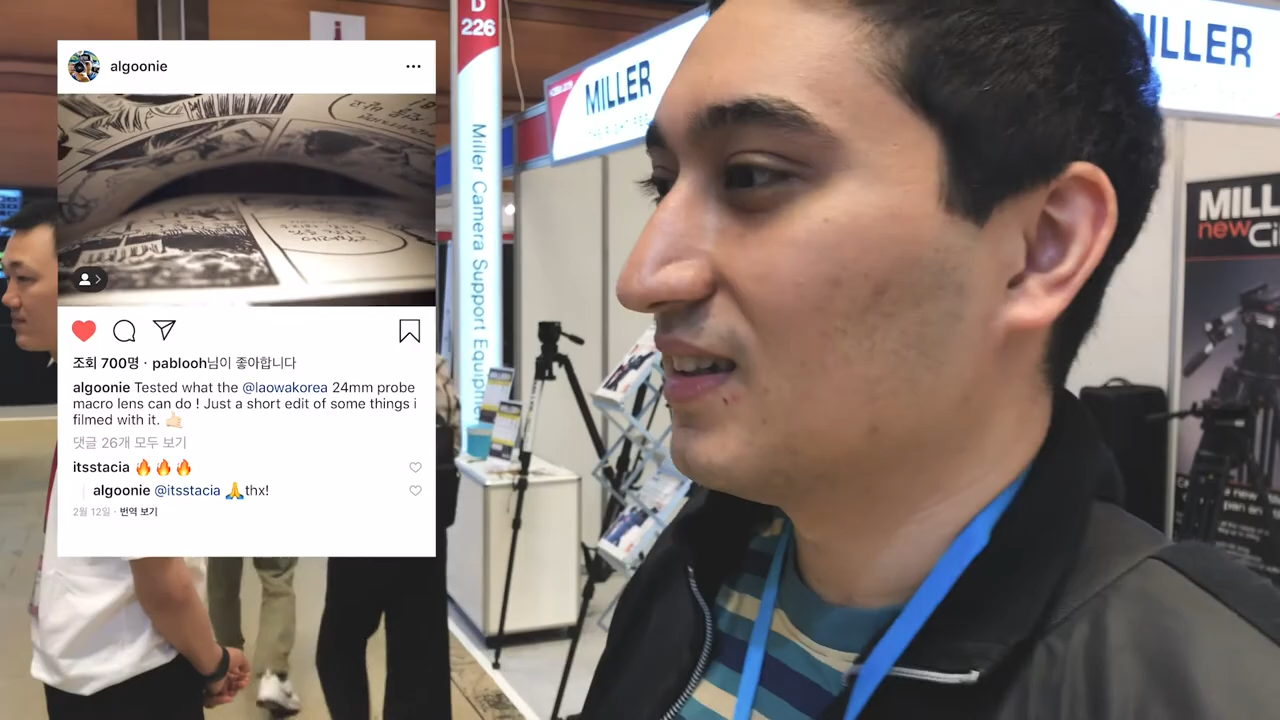 D
226
algoonie
MILLER
MILLER
Miller Camera Support Equipment
MILL
new Ci
조회 700명 · pablooh님이 좋아합니다
algoonie Tested what the @laowakorea 24mm probe
macro lens can do ! Just a short edit of some things i
filmed with it. 🤙🏻
댓글 26개 모두 보기
itsstacia 🔥🔥🔥
algoonie @itsstacia 🙏thx!
2월 12일 · 번역 보기